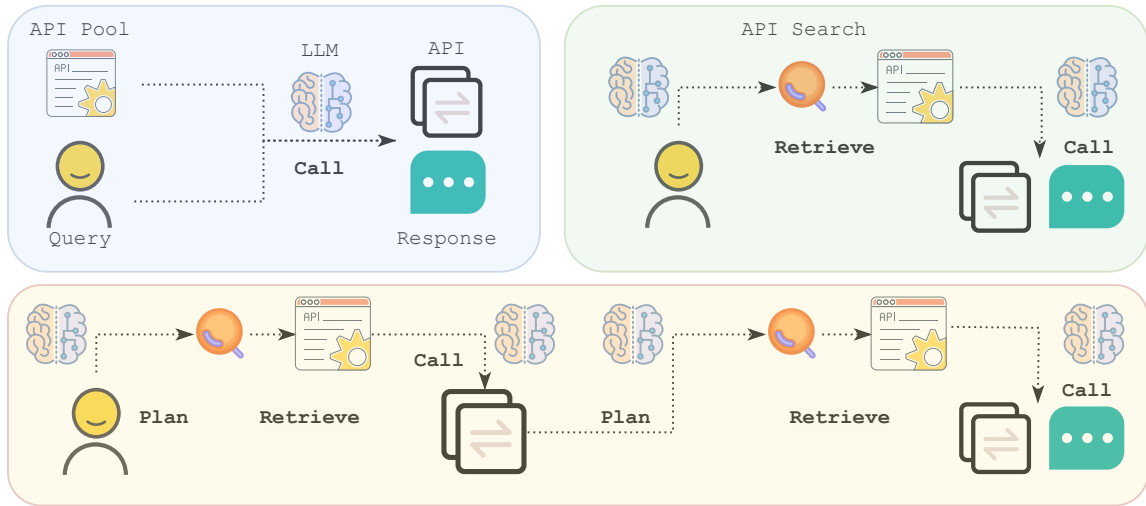 API Pool
API
LLM
API
Call
Query
Response
API Search
API
Retrieve
Call
API
Call
Plan
Retrieve
Plan
API
Retrieve
Call